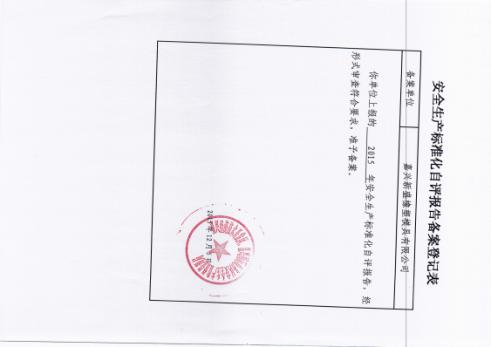 安全生产标准化自评报告备案登记表
备案单位
嘉兴新盛橡塑模具有限公司
你单位上报的 2015 年安全生产标准化自评报告，经
形式审查符合要求，准予备案。